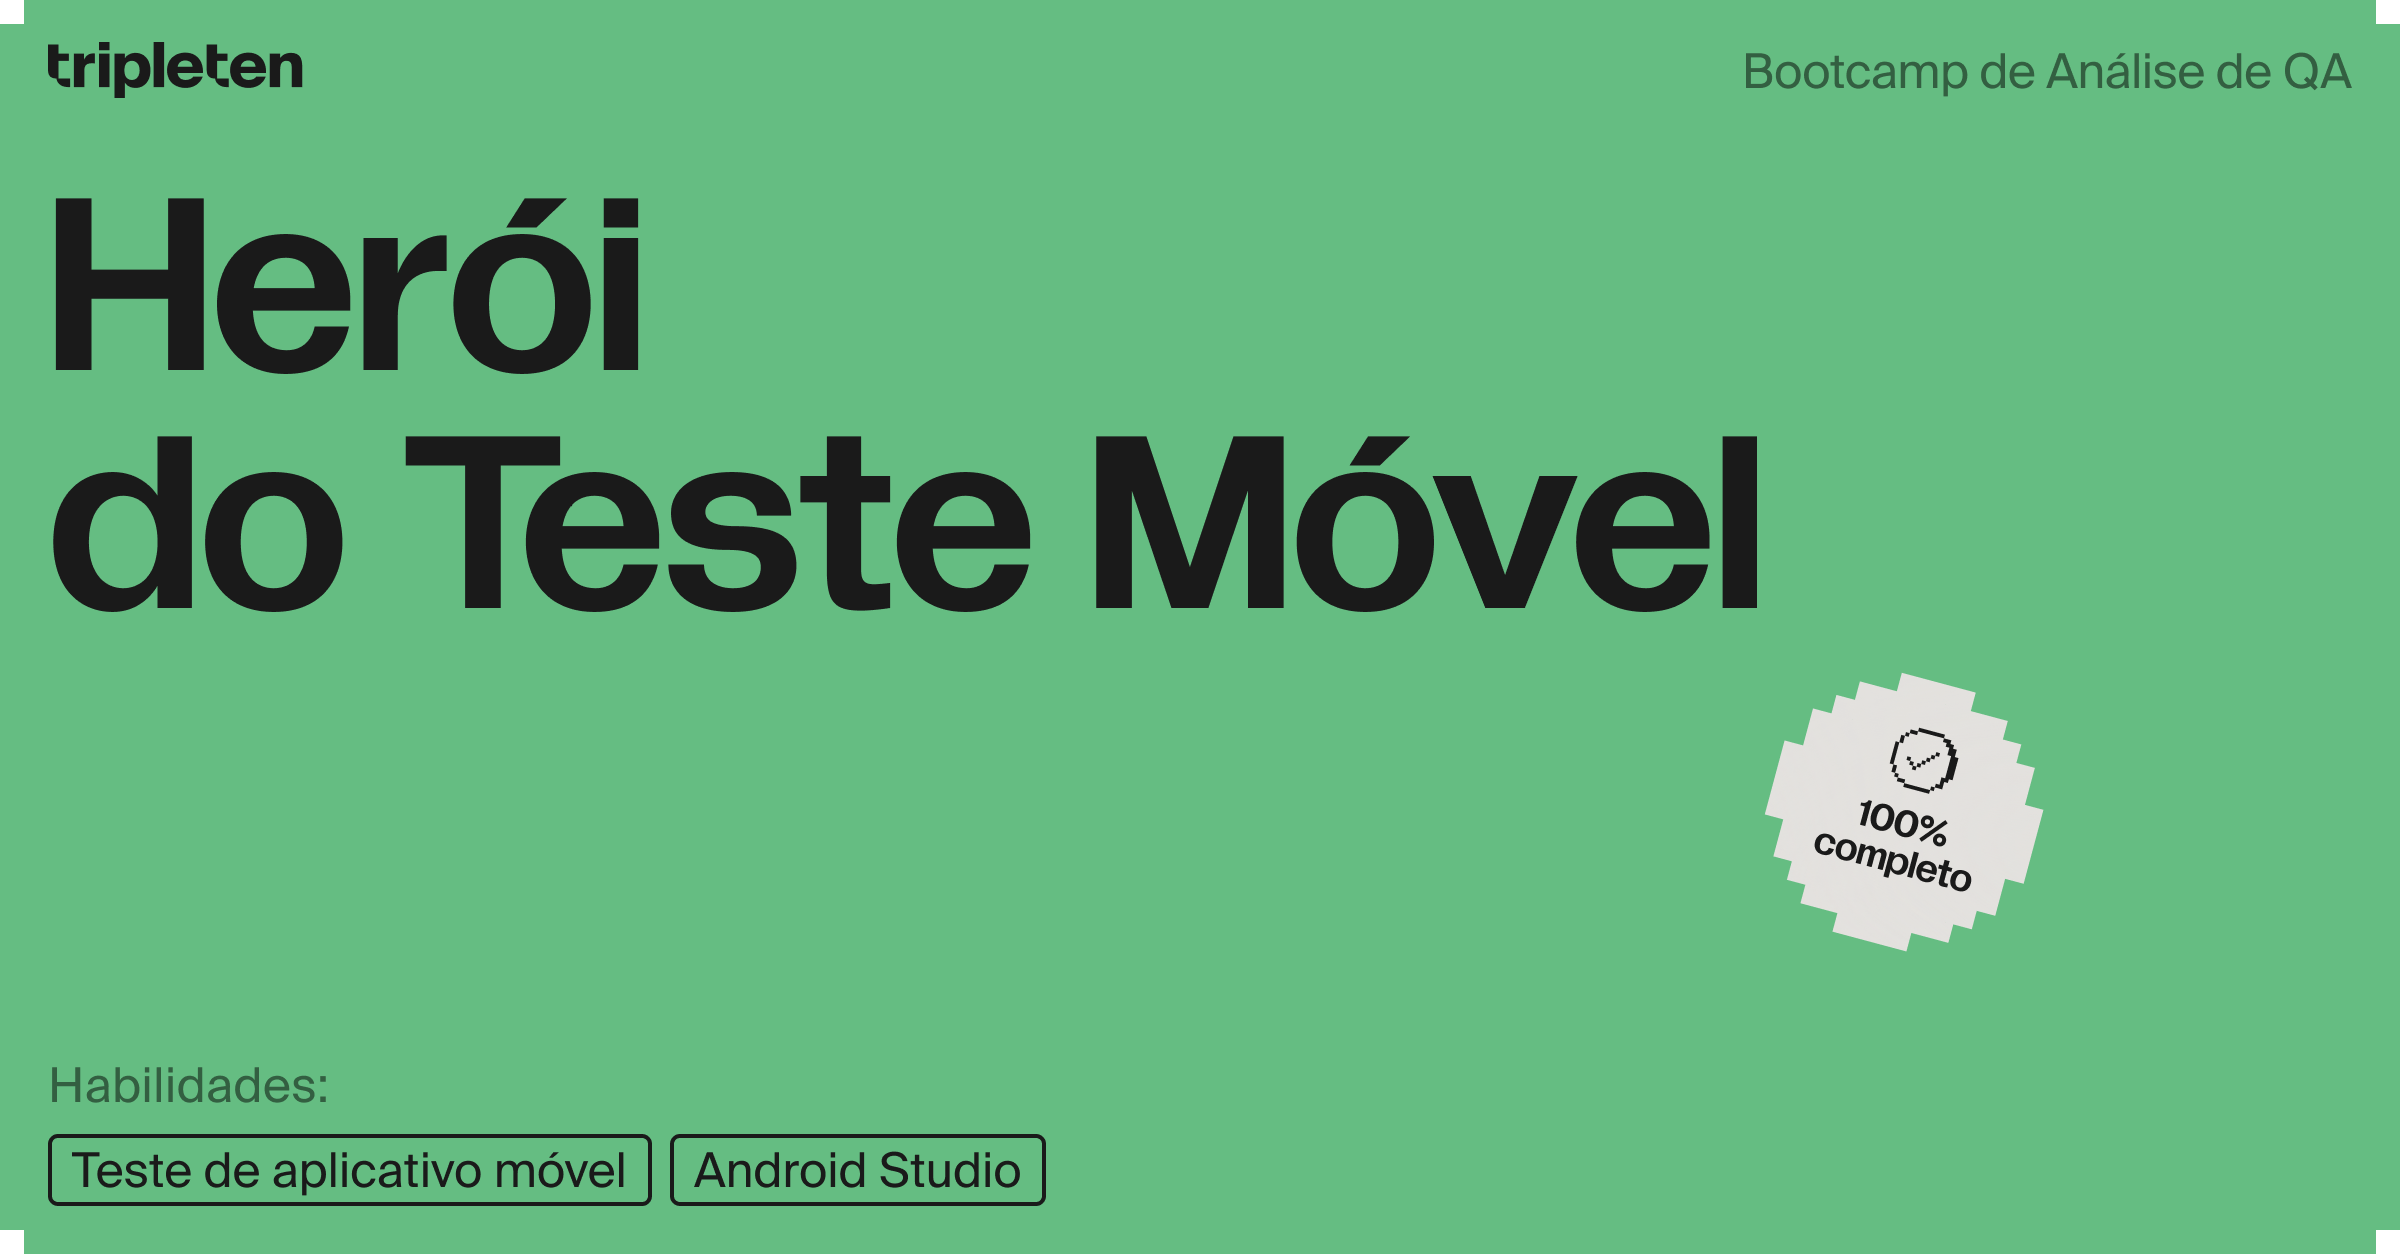 tripleten
Bootcamp de Análise de QA
Herói
do Teste Móvel
100%
completo
Habilidades:
Teste de aplicativo móvel
Android Studio